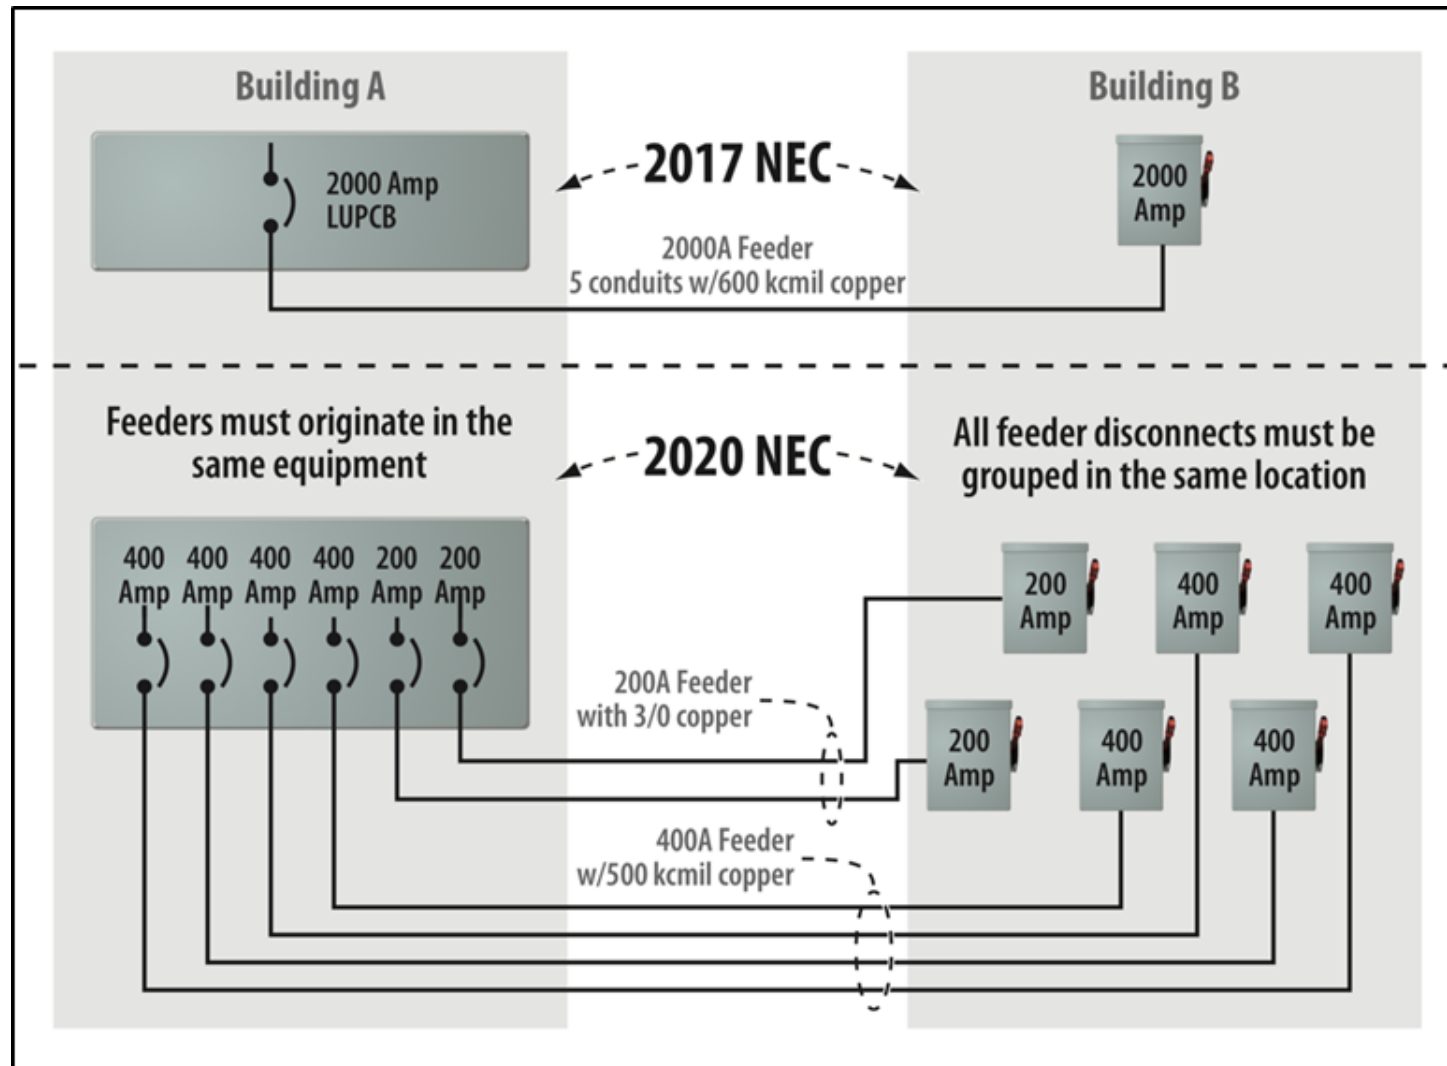 Building A
Building B
2017 NEC
2000 Amp
LUPCB
2000
Amp
2000A Feeder
5 conduits w/600 kcmil copper
Feeders must originate in the
same equipment
2020 NEC
All feeder disconnects must be
grouped in the same location
400 400 400 400 200 200
Amp Amp Amp Amp Amp Amp
200
Amp
400
Amp
400
Amp
200A Feeder
with 3/0 copper
200
Amp
400
Amp
400
Amp
400A Feeder
w/500 kcmil copper